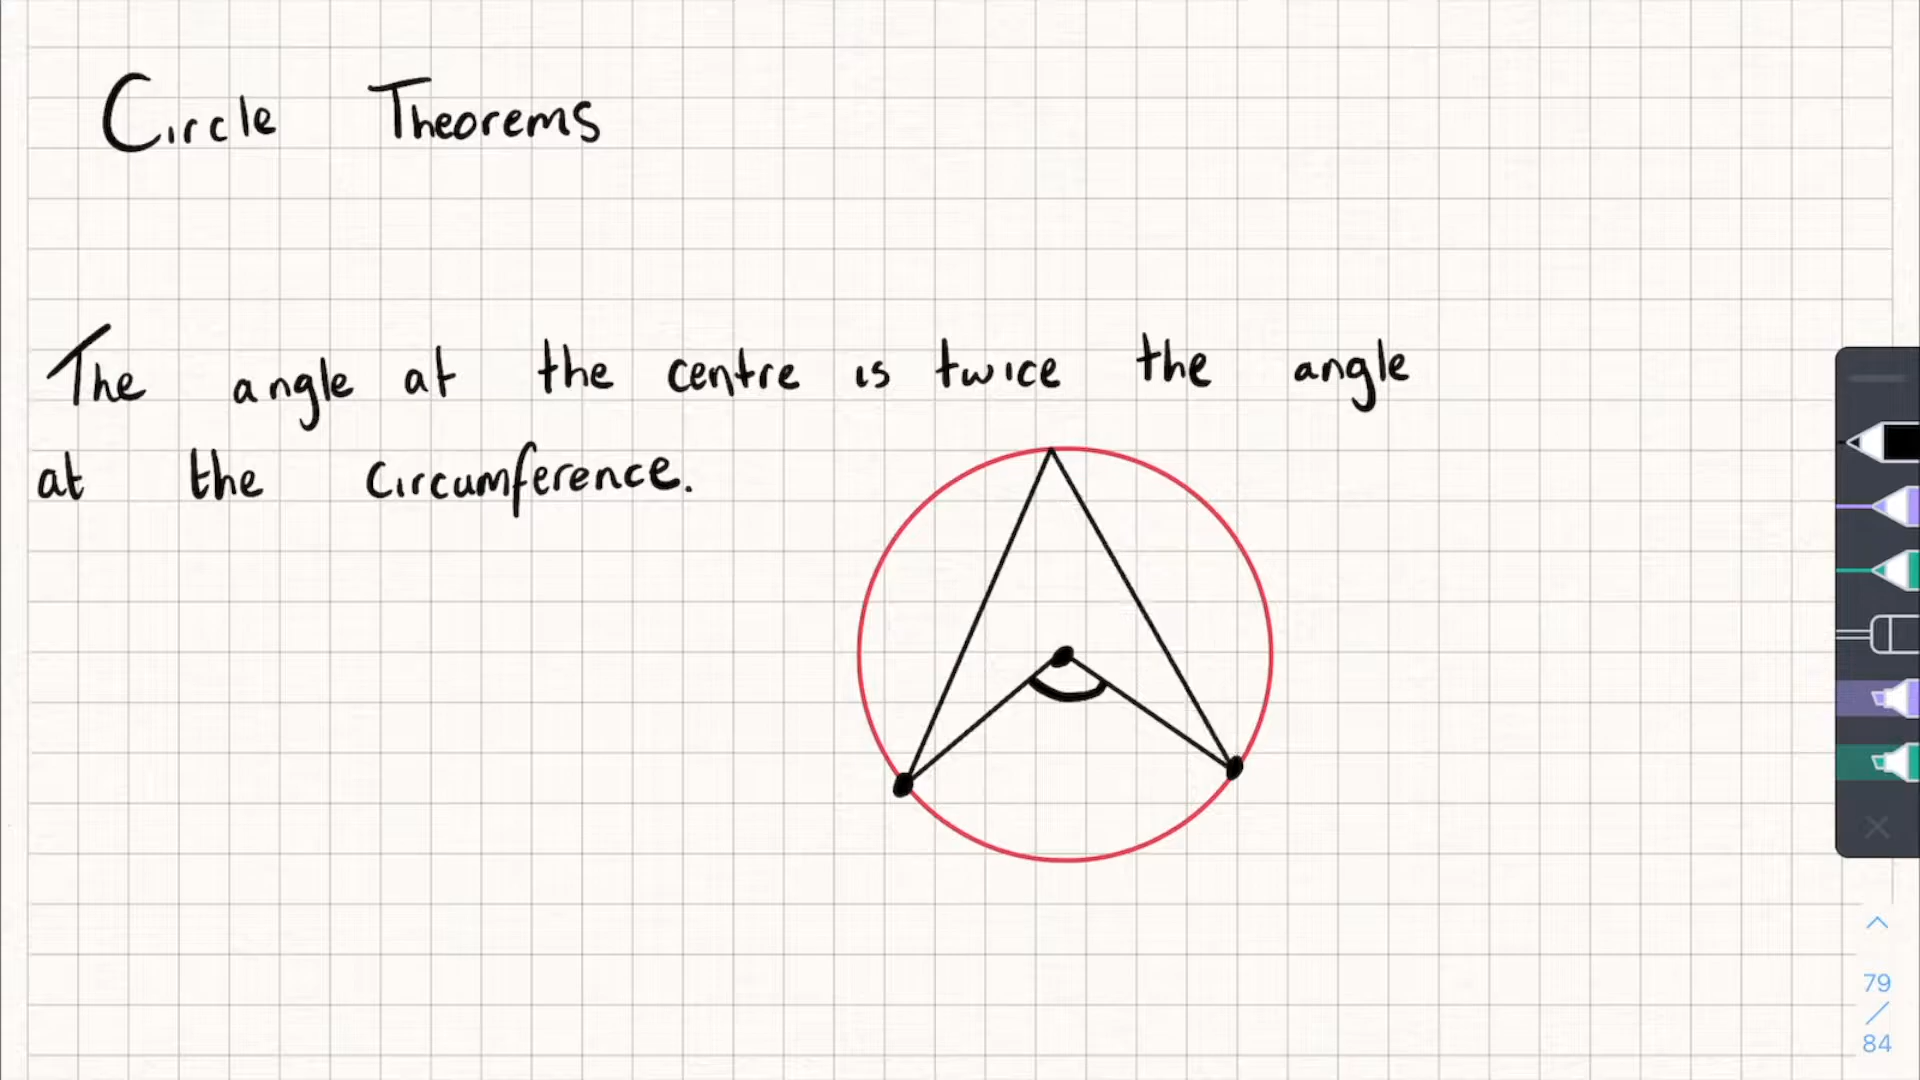 Circle Theorems
The angle at the centre is twice the angle
at the circumference.
79
/
84